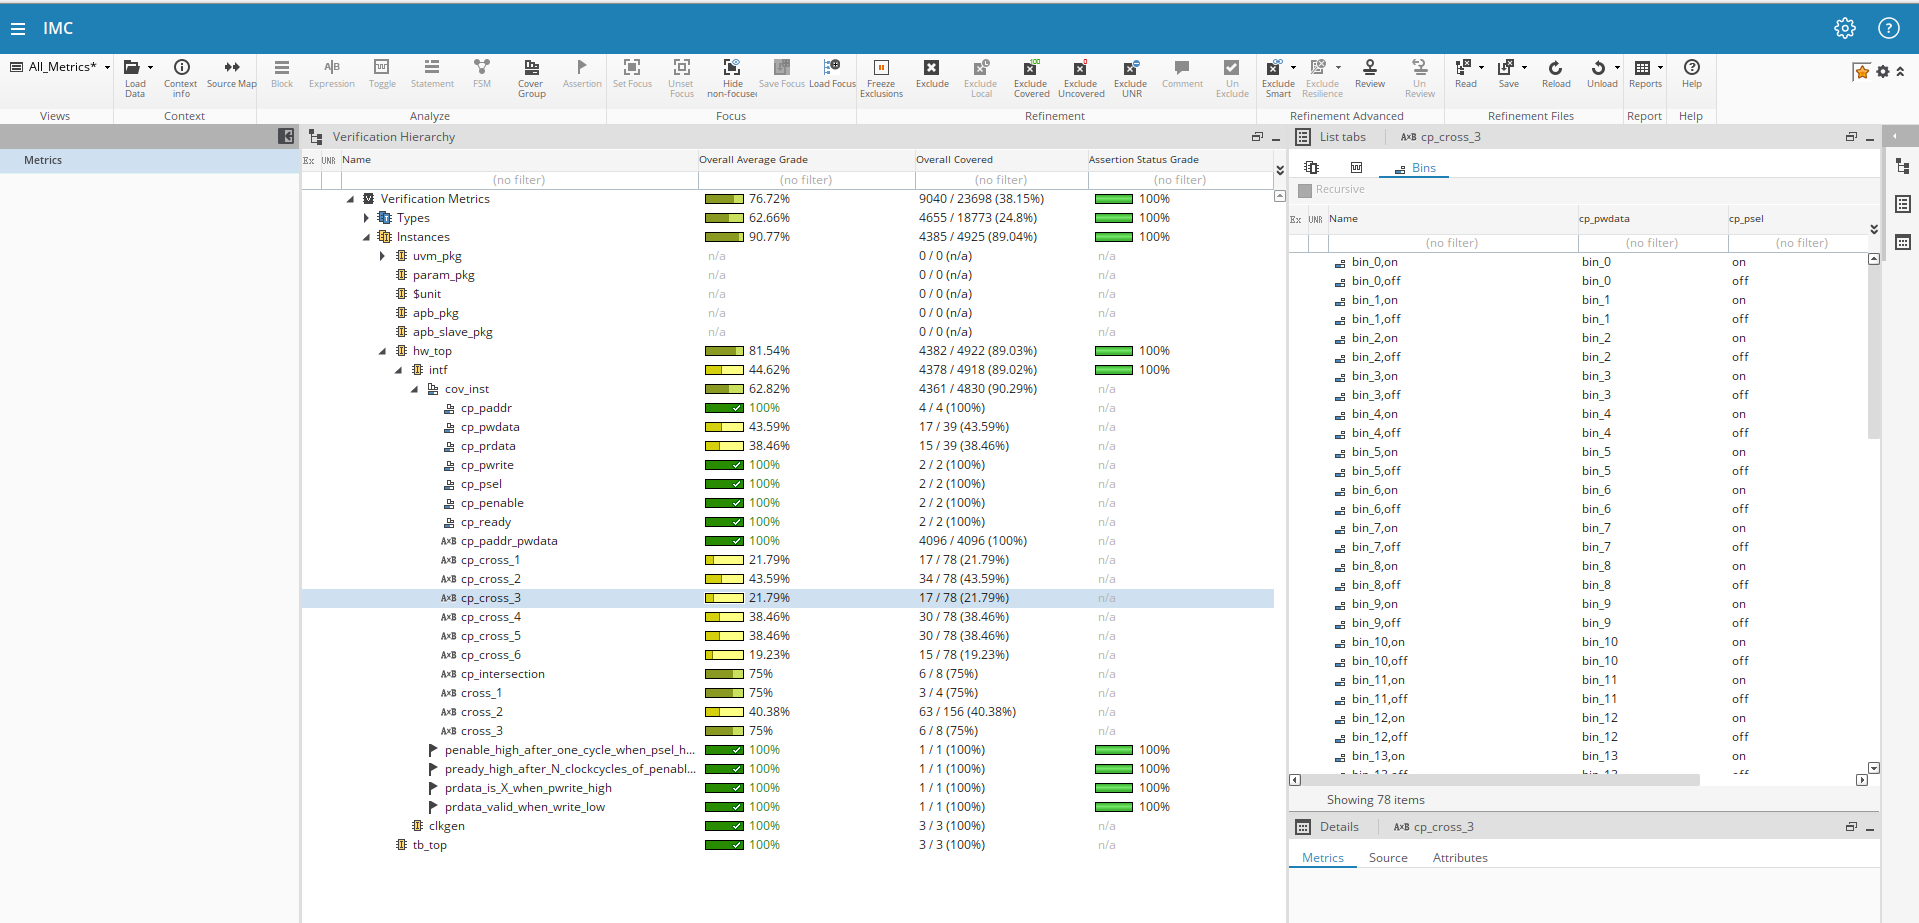 IMC
All_Metrics*
Load Data
Context info
Source Map
Block
Expression
Toggle
Statement
FSM
Cover Group
Assertion
Set Focus
Unset Focus
Hide non-focused
Save Focus
Load Focus
Freeze Exclusions
Exclude
Exclude Local
Exclude Covered
Exclude Uncovered
Exclude UNR
Comment
Un Exclude
Exclude Smart
Exclude Resilience
Review
Un Review
Read
Save
Reload
Unload
Reports
Help
Views Context Analyze Focus Refinement Refinement Advanced Refinement Files Report Help
Metrics
Verification Hierarchy
Ex UNR Name Overall Average Grade Overall Covered Assertion Status Grade
(no filter) (no filter) (no filter) (no filter)
Verification Metrics 76.72% 9040 / 23698 (38.15%) 100%
Types 62.66% 4655 / 18773 (24.8%) 100%
Instances 90.77% 4385 / 4925 (89.04%) 100%
uvm_pkg n/a 0 / 0 (n/a)
param_pkg n/a 0 / 0 (n/a)
$unit n/a 0 / 0 (n/a)
apb_pkg n/a 0 / 0 (n/a)
apb_slave_pkg n/a 0 / 0 (n/a)
hw_top 81.54% 4382 / 4922 (89.03%) 100%
intf 44.62% 4378 / 4918 (89.02%) 100%
cov_inst 62.82% 4361 / 4830 (90.29%) n/a
cp_paddr 100% 4 / 4 (100%) n/a
cp_pwdata 43.59% 17 / 39 (43.59%) n/a
cp_prdata 38.46% 15 / 39 (38.46%) n/a
cp_pwrite 100% 2 / 2 (100%) n/a
cp_psel 100% 2 / 2 (100%) n/a
cp_penable 100% 2 / 2 (100%) n/a
cp_ready 100% 2 / 2 (100%) n/a
A×B cp_paddr_pwdata 100% 4096 / 4096 (100%) n/a
A×B cp_cross_1 21.79% 17 / 78 (21.79%) n/a
A×B cp_cross_2 43.59% 34 / 78 (43.59%) n/a
A×B cp_cross_3 21.79% 17 / 78 (21.79%) n/a
A×B cp_cross_4 38.46% 30 / 78 (38.46%) n/a
A×B cp_cross_5 38.46% 30 / 78 (38.46%) n/a
A×B cp_cross_6 19.23% 15 / 78 (19.23%) n/a
A×B cp_intersection 75% 6 / 8 (75%) n/a
A×B cross_1 75% 3 / 4 (75%) n/a
A×B cross_2 40.38% 63 / 156 (40.38%) n/a
A×B cross_3 75% 6 / 8 (75%) n/a
penable_high_after_one_cycle_when_psel_h... 100% 1 / 1 (100%) 100%
pready_high_after_N_clockcycles_of_penabl... 100% 1 / 1 (100%) 100%
prdata_is_X_when_pwrite_high 100% 1 / 1 (100%) 100%
prdata_valid_when_write_low 100% 1 / 1 (100%) 100%
clkgen 100% 3 / 3 (100%) n/a
tb_top 100% 3 / 3 (100%) n/a
List tabs A×B cp_cross_3
Bins
Recursive
Ex UNR Name cp_pwdata cp_psel
(no filter) (no filter) (no filter)
bin_0,on bin_0 on
bin_0,off bin_0 off
bin_1,on bin_1 on
bin_1,off bin_1 off
bin_2,on bin_2 on
bin_2,off bin_2 off
bin_3,on bin_3 on
bin_3,off bin_3 off
bin_4,on bin_4 on
bin_4,off bin_4 off
bin_5,on bin_5 on
bin_5,off bin_5 off
bin_6,on bin_6 on
bin_6,off bin_6 off
bin_7,on bin_7 on
bin_7,off bin_7 off
bin_8,on bin_8 on
bin_8,off bin_8 off
bin_9,on bin_9 on
bin_9,off bin_9 off
bin_10,on bin_10 on
bin_10,off bin_10 off
bin_11,on bin_11 on
bin_11,off bin_11 off
bin_12,on bin_12 on
bin_12,off bin_12 off
bin_13,on bin_13 on
Showing 78 items
Details A×B cp_cross_3
Metrics Source Attributes